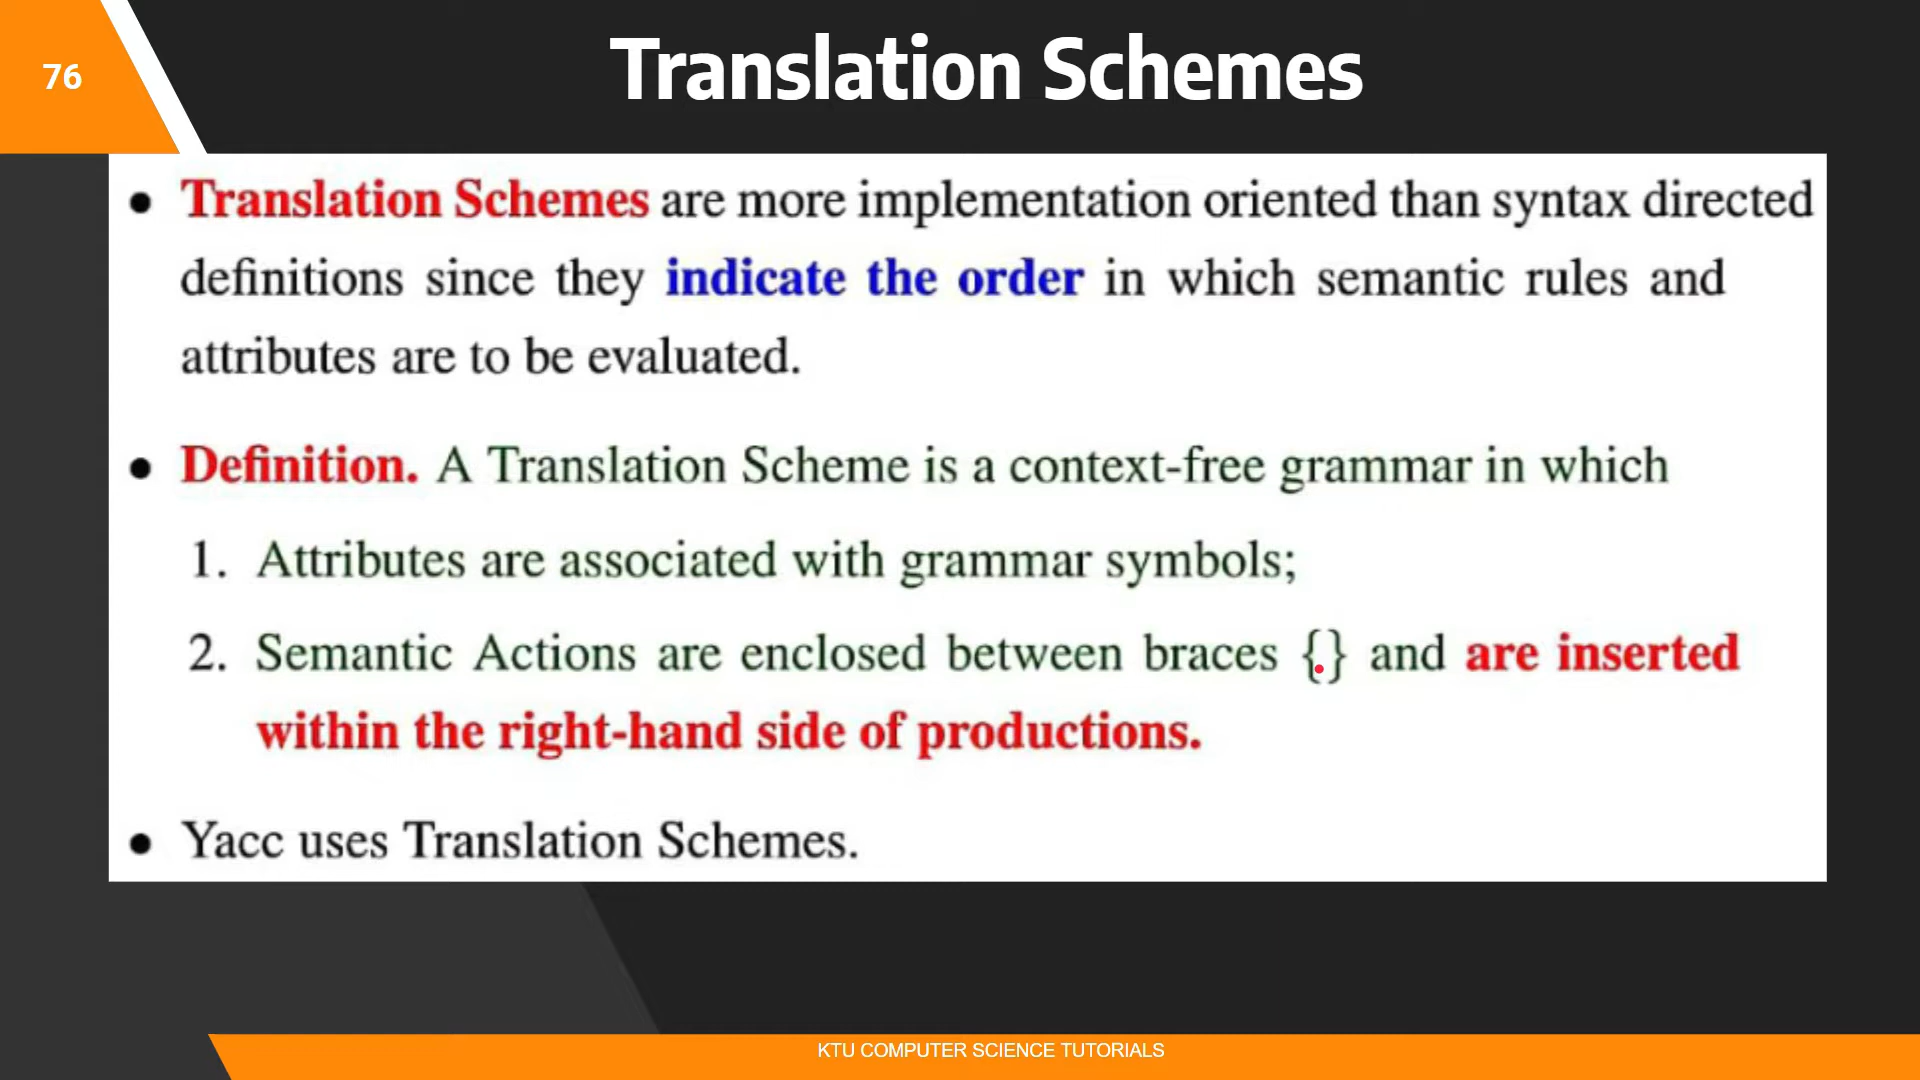 76
Translation Schemes
• Translation Schemes are more implementation oriented than syntax directed
definitions since they indicate the order in which semantic rules and
attributes are to be evaluated.
• Definition. A Translation Scheme is a context-free grammar in which
1. Attributes are associated with grammar symbols;
2. Semantic Actions are enclosed between braces {} and are inserted
within the right-hand side of productions.
• Yacc uses Translation Schemes.
KTU COMPUTER SCIENCE TUTORIALS